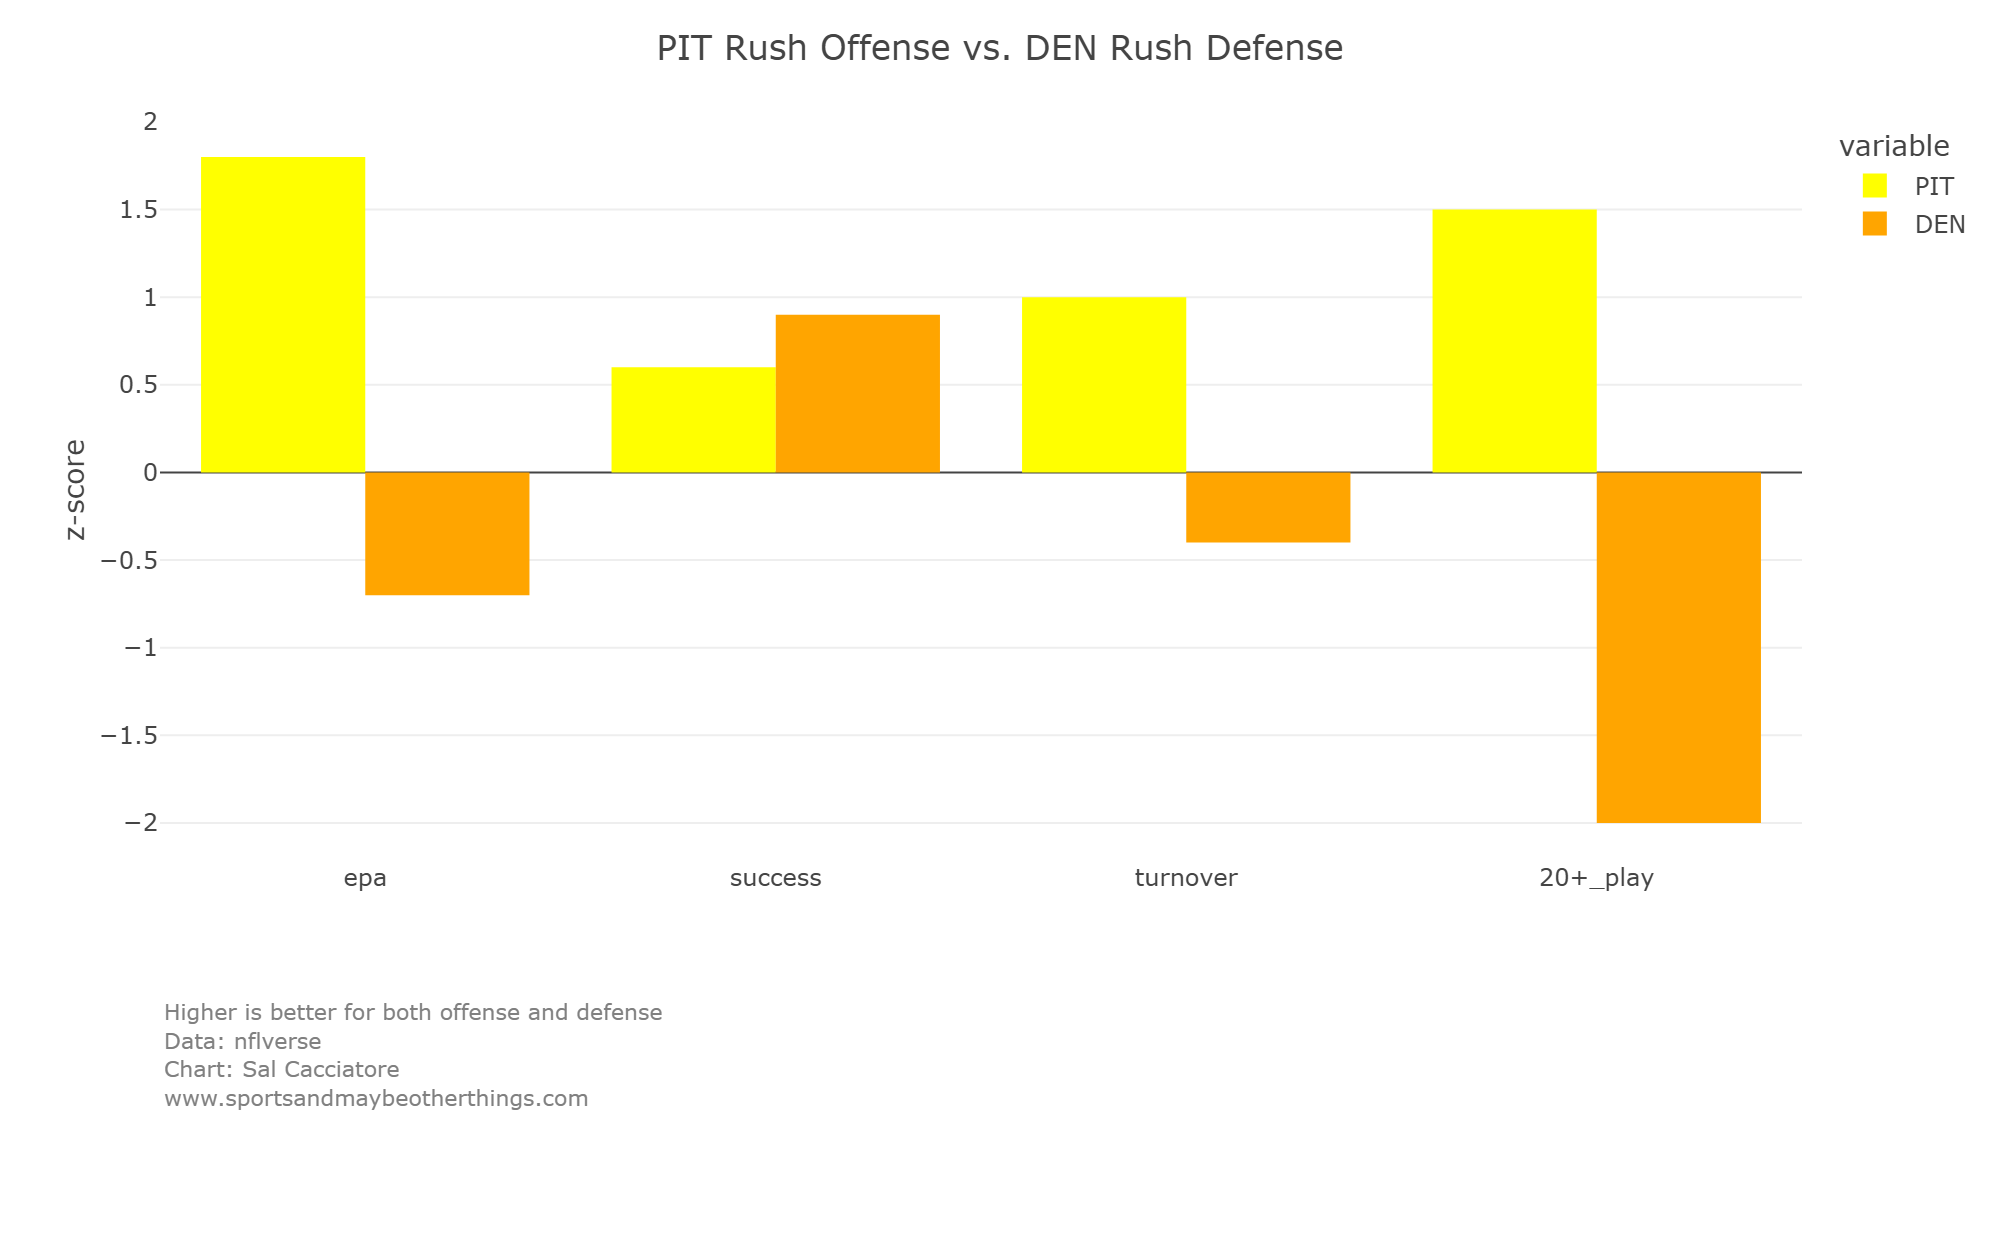 PIT Rush Offense vs. DEN Rush Defense
variable
PIT
DEN
z-score
2
1.5
1
0.5
0
−0.5
−1
−1.5
−2
epa success turnover 20+_play
Higher is better for both offense and defense
Data: nflverse
Chart: Sal Cacciatore
www.sportsandmaybeotherthings.com